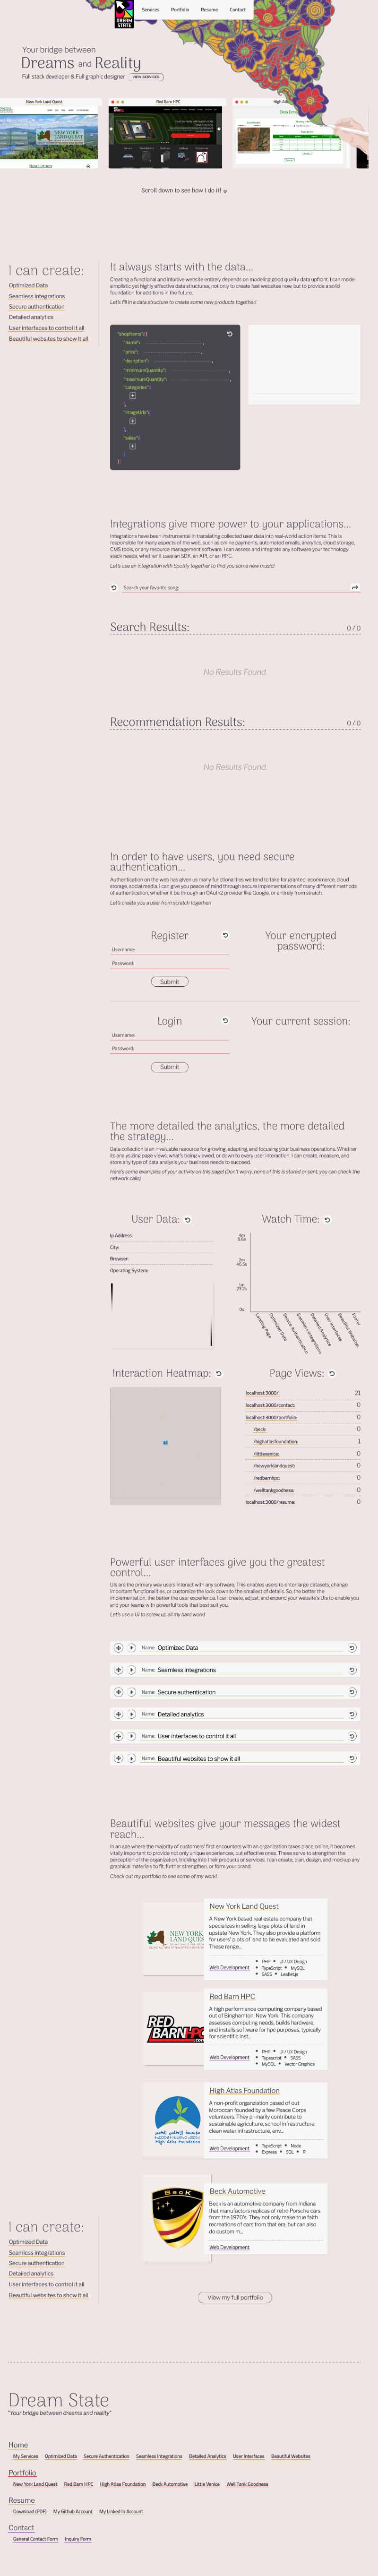 DREAM
STATE
Services Portfolio Resume Contact
Your bridge between
Dreams and Reality
Full stack developer & Full graphic designer VIEW SERVICES
New York Land Quest Red Barn HPC
Scroll down to see how I do it!
I can create:
Optimized Data
Seamless integrations
Secure authentication
Detailed analytics
User interfaces to control it all
Beautiful websites to show it all
It always starts with the data...
Creating a functional and intuitive website entirely depends on modeling good quality data upfront. I can model
simplistic, yet highly effective data structures, not only to create fast websites now, but to provide a solid
foundation for additions in the future.
Let's fill in a data structure to create some new products together!
"shopItems": [
"name":
"price":
"description":
"minimumQuantity":
"maximumQuantity":
"categories":
"imageUrls":
"sales":
Integrations give more power to your applications...
Integrations have been instrumental in translating computerized user data into real-world action items. This is
responsible for many aspects of the web, such as online payments, automated emails, analytics, cloud storage,
CMS tools, or any resource management software. I can assess and integrate any software your technology
stack needs, whether it uses an SDK, an API, or an RPC.
Let's use an integration with Spotify together to find you some new music!
Search your favorite song:
Search Results: 0 / 0
No Results Found.
Recommendation Results: 0 / 0
No Results Found.
In order to have users, you need secure
authentication...
Authentication on the web has given us many functionalities we tend to take for granted: ecommerce, cloud
storage, social media. I can give you peace of mind through secure implementations of many different methods
of authentication, whether it be through an OAuth2 provider like Google, or entirely from stratch.
Let's create you a user from scratch together!
Register
Username:
Password:
Submit
Your encrypted
password:
Login
Username:
Password:
Submit
Your current session:
The more detailed the analytics, the more detailed
the strategy...
Data collection is an invaluable resource for growing, adapting, and focusing your business operations. Whether
its analyzing page views, what's being viewed, or down to every user interaction, I can create, measure, and
store any type of data analysis your business needs to succeed.
Here's some examples of your activity on this page! (Don't worry, none of this is stored or sent, you can check the
network calls)
User Data:
Ip Address:
City:
Browser:
Operating System:
Watch Time:
2m
46.5s
1m
23.2s
0s
Landing Page
Optimized Data
Secure Authentication
Seamless Integrations
Detailed Analytics
User Interfaces
Beautiful Websites
Footer
Interaction Heatmap:
Page Views:
localhost:3000/: 21
localhost:3000/contact: 0
localhost:3000/portfolio: 0
/beck: 0
/highatlasfoundation: 1
/littlevenice: 0
/newyorklandquest: 0
/redbarnhpc: 0
/welltankgoodness: 0
localhost:3000/resume: 0
Powerful user interfaces give you the greatest
control...
UIs are the primary way users interact with any software. This enables users to enter large datasets, change
important functionalities, or customize the look down to the smallest of details. So, the better the
implementation, the better the experience. I can create, adjust, and expand your website's UIs to enable you
and your teams with powerful tools that best suit you.
Let's use a UI to screw up all my hard work!
Name: Optimized Data
Name: Seamless integrations
Name: Secure authentication
Name: Detailed analytics
Name: User interfaces to control it all
Name: Beautiful websites to show it all
Beautiful websites give your messages the widest
reach...
In an age where the majority of customers' first encounters with an organization takes place online, it becomes
vitally important to provide not only unique experiences, but effective ones. These serve to strengthen the
perception of the organization, tricking into their products or services. I can create, plan, design, and mockup any
graphical materials to fit, further strengthen, or form your brand.
Check out my portfolio to see some of my work!
NEW YORK
LAND QUEST
New York Land Quest
A New York based real estate company that
specializes in selling large plots of land in
upstate New York. They also provide a platform
for users' plots of land to be evaluated and sold.
These range...
Web Development
PHP UI / UX Design
TypeScript MySQL
SASS Leaflet.js
RED
BARN HPC
Red Barn HPC
A high performance computing company based
out of Binghamton, New York. This company
assesses computing needs, builds hardware,
and installs software for hpc purposes, typically
for scientific inst...
Web Development
PHP UI / UX Design
Typescript SASS
MySQL Vector Graphics
High Atlas Foundation
High Atlas Foundation
A non-profit organization based out of
Moroccan founded by a few Peace Corps
volunteers. They primarily contribute to
sustainable agriculture, school infrastructure,
clean water infrastructure, env...
Web Development
TypeScript Node
Express SQL R
BECK
Beck Automotive
Beck is an automotive company from Indiana
that manufactors replicas of retro Porsche cars
from the 1970's. They not only make true faith
recreations of cars from that era, but can also
do custom m...
Web Development
View my full portfolio
I can create:
Optimized Data
Seamless integrations
Secure authentication
Detailed analytics
User interfaces to control it all
Beautiful websites to show it all
Dream State
"Your bridge between dreams and reality"
Home
My Services Optimized Data Secure Authentication Seamless Integrations Detailed Analytics User Interfaces Beautiful Websites
Portfolio
New York Land Quest Red Barn HPC High Atlas Foundation Beck Automotive Little Venice Well Tank Goodness
Resume
Download (PDF) My Github Account My Linked In Account
Contact
General Contact Form Inquiry Form